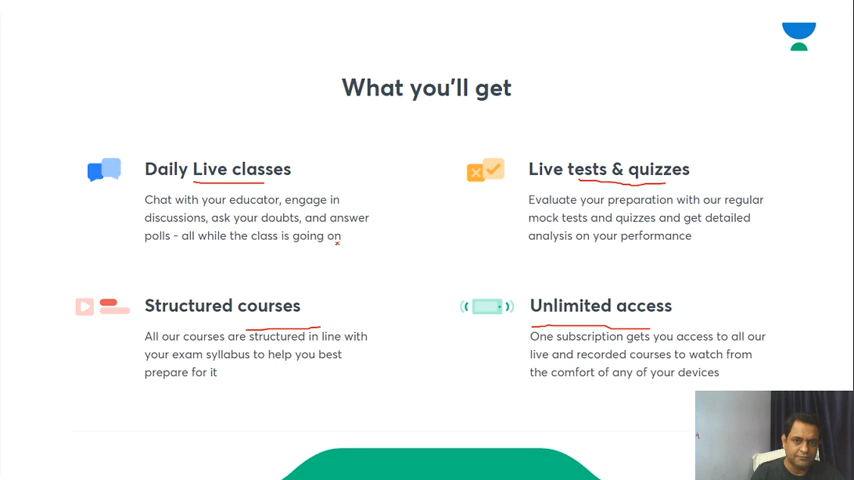 What you'll get
Daily Live classes
Chat with your educator, engage in
discussions, ask your doubts, and answer
polls - all while the class is going on
Live tests & quizzes
Evaluate your preparation with our regular
mock tests and quizzes and get detailed
analysis on your performance
Structured courses
All our courses are structured in line with
your exam syllabus to help you best
prepare for it
Unlimited access
One subscription gets you access to all our
live and recorded courses to watch from
the comfort of any of your devices